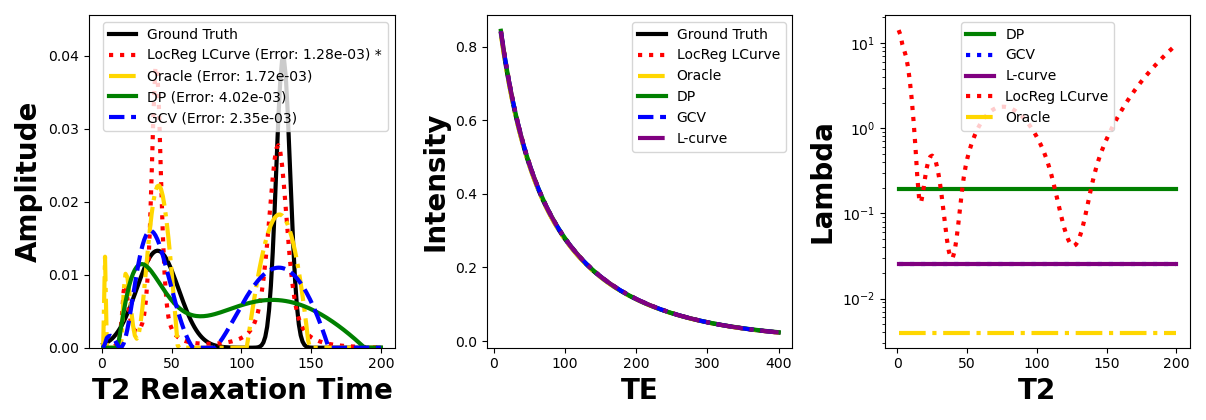 Amplitude
0.04
0.03
0.02
0.01
0.00
Ground Truth
LocReg LCurve (Error: 1.28e-03) *
Oracle (Error: 1.72e-03)
DP (Error: 4.02e-03)
GCV (Error: 2.35e-03)
0 50 100 150 200
T2 Relaxation Time
Intensity
0.8
0.6
0.4
0.2
0.0
Ground Truth
LocReg LCurve
Oracle
DP
GCV
L-curve
0 100 200 300 400
TE
Lambda
10¹
10⁰
10⁻¹
10⁻²
DP
GCV
L-curve
LocReg LCurve
Oracle
0 50 100 150 200
T2